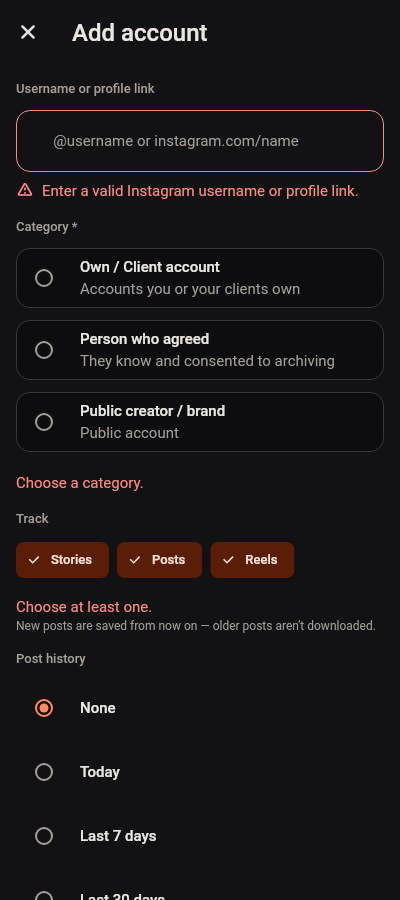 Add account
Username or profile link
@username or instagram.com/name
Enter a valid Instagram username or profile link.
Category *
Own / Client account
Accounts you or your clients own
Person who agreed
They know and consented to archiving
Public creator / brand
Public account
Choose a category.
Track
Stories
Posts
Reels
Choose at least one.
New posts are saved from now on — older posts aren't downloaded.
Post history
None
Today
Last 7 days
Last 30 days